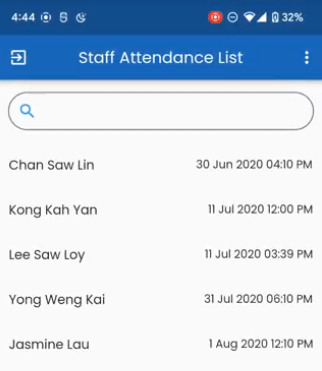 4:44 32%
Staff Attendance List
Chan Saw Lin 30 Jun 2020 04:10 PM
Kong Kah Yan 11 Jul 2020 12:00 PM
Lee Saw Loy 11 Jul 2020 03:39 PM
Yong Weng Kai 31 Jul 2020 06:10 PM
Jasmine Lau 1 Aug 2020 12:10 PM